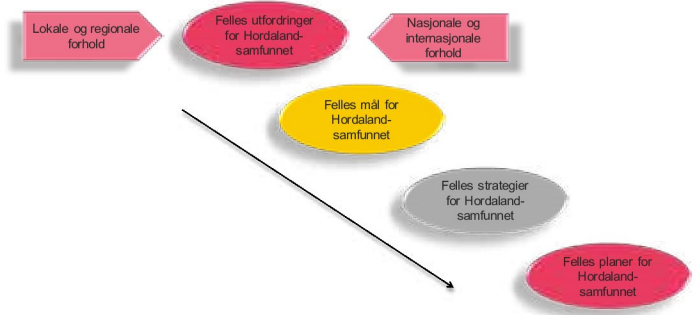 Lokale og regionale
forhold
Felles utfordringer
for Hordaland-
samfunnet
Nasjonale og
internasjonale
forhold
Felles mål for
Hordaland-
samfunnet
Felles strategier
for Hordaland-
samfunnet
Felles planer for
Hordaland-
samfunnet